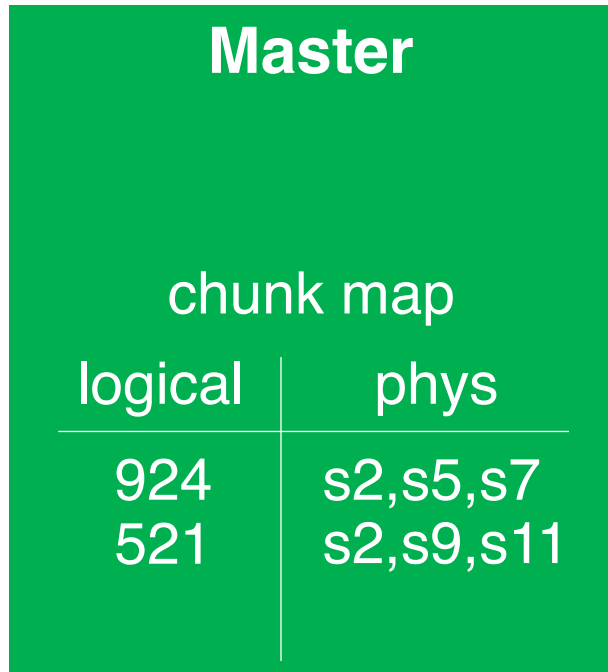 Master
chunk map
logical phys
924 s2,s5,s7
521 s2,s9,s11